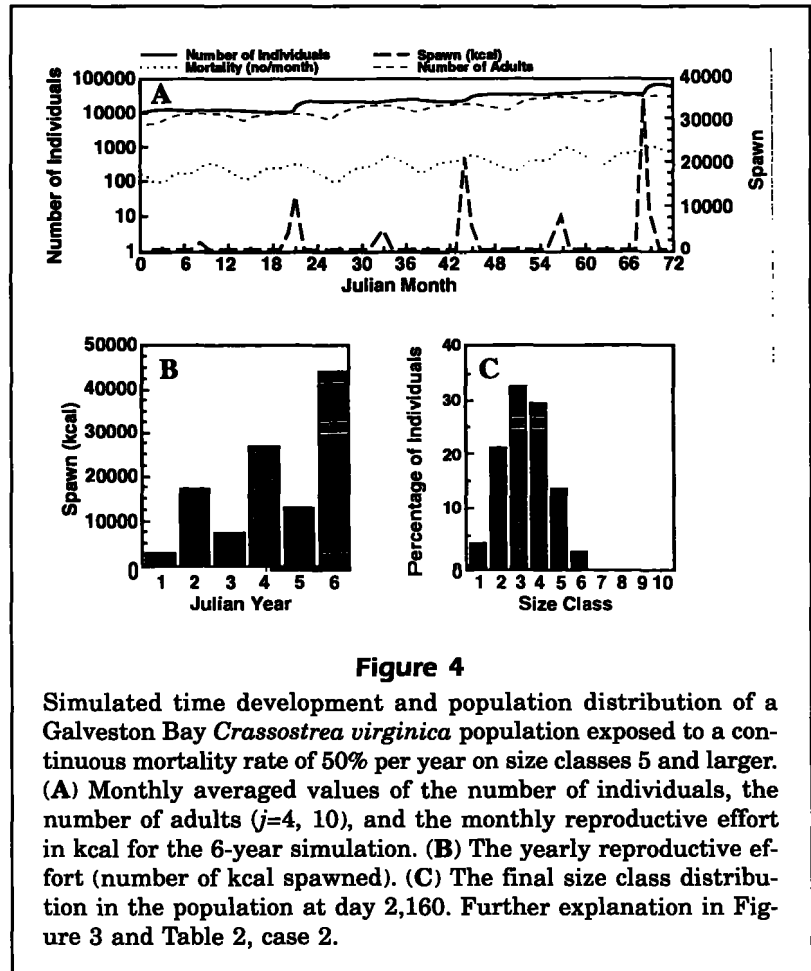 Number of Individuals
Spawn (kcal)
Mortality (no/month)
Number of Adults
A
Number of Individuals
100000
10000
1000
100
10
1
40000
30000
20000
10000
0
Spawn
0 6 12 18 24 30 36 42 48 54 60 66 72
Julian Month
B
Spawn (kcal)
50000
40000
30000
20000
10000
0
1 2 3 4 5 6
Julian Year
C
Percentage of Individuals
40
30
20
10
0
1 2 3 4 5 6 7 8 9 10
Size Class
Figure 4
Simulated time development and population distribution of a
Galveston Bay Crassostrea virginica population exposed to a con-
tinuous mortality rate of 50% per year on size classes 5 and larger.
(A) Monthly averaged values of the number of individuals, the
number of adults (j=4, 10), and the monthly reproductive effort
in kcal for the 6-year simulation. (B) The yearly reproductive ef-
fort (number of kcal spawned). (C) The final size class distribu-
tion in the population at day 2,160. Further explanation in Fig-
ure 3 and Table 2, case 2.